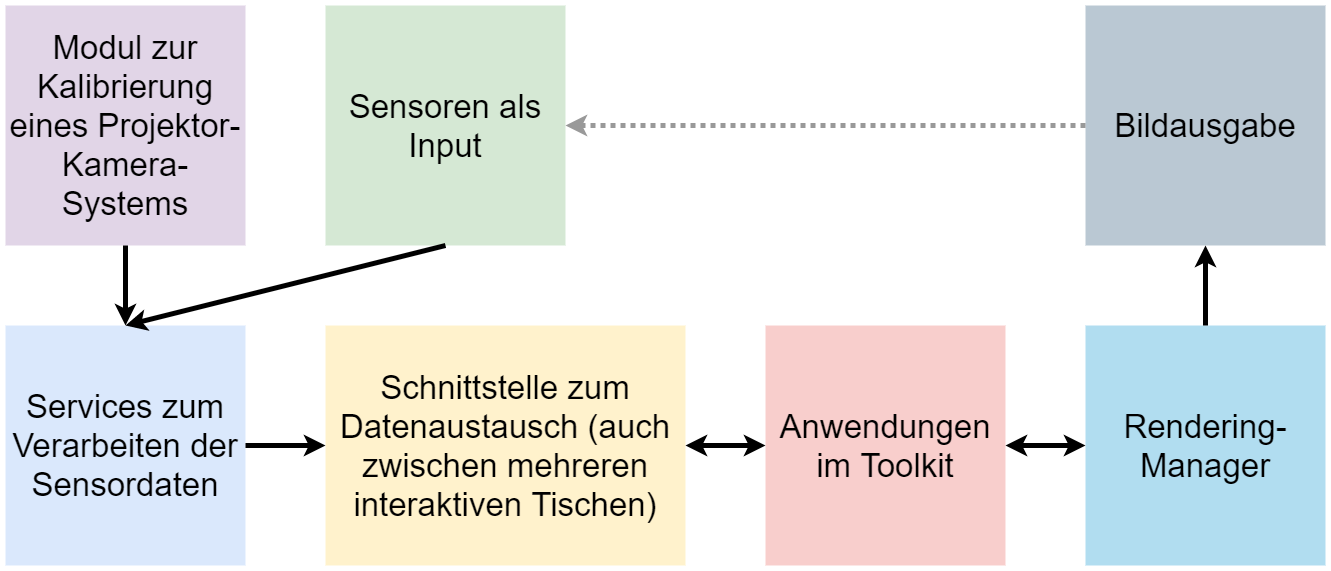 Modul zur
Kalibrierung
eines Projektor-
Kamera-
Systems
Sensoren als
Input
Bildausgabe
Services zum
Verarbeiten der
Sensordaten
Schnittstelle zum
Datenaustausch (auch
zwischen mehreren
interaktiven Tischen)
Anwendungen
im Toolkit
Rendering-
Manager